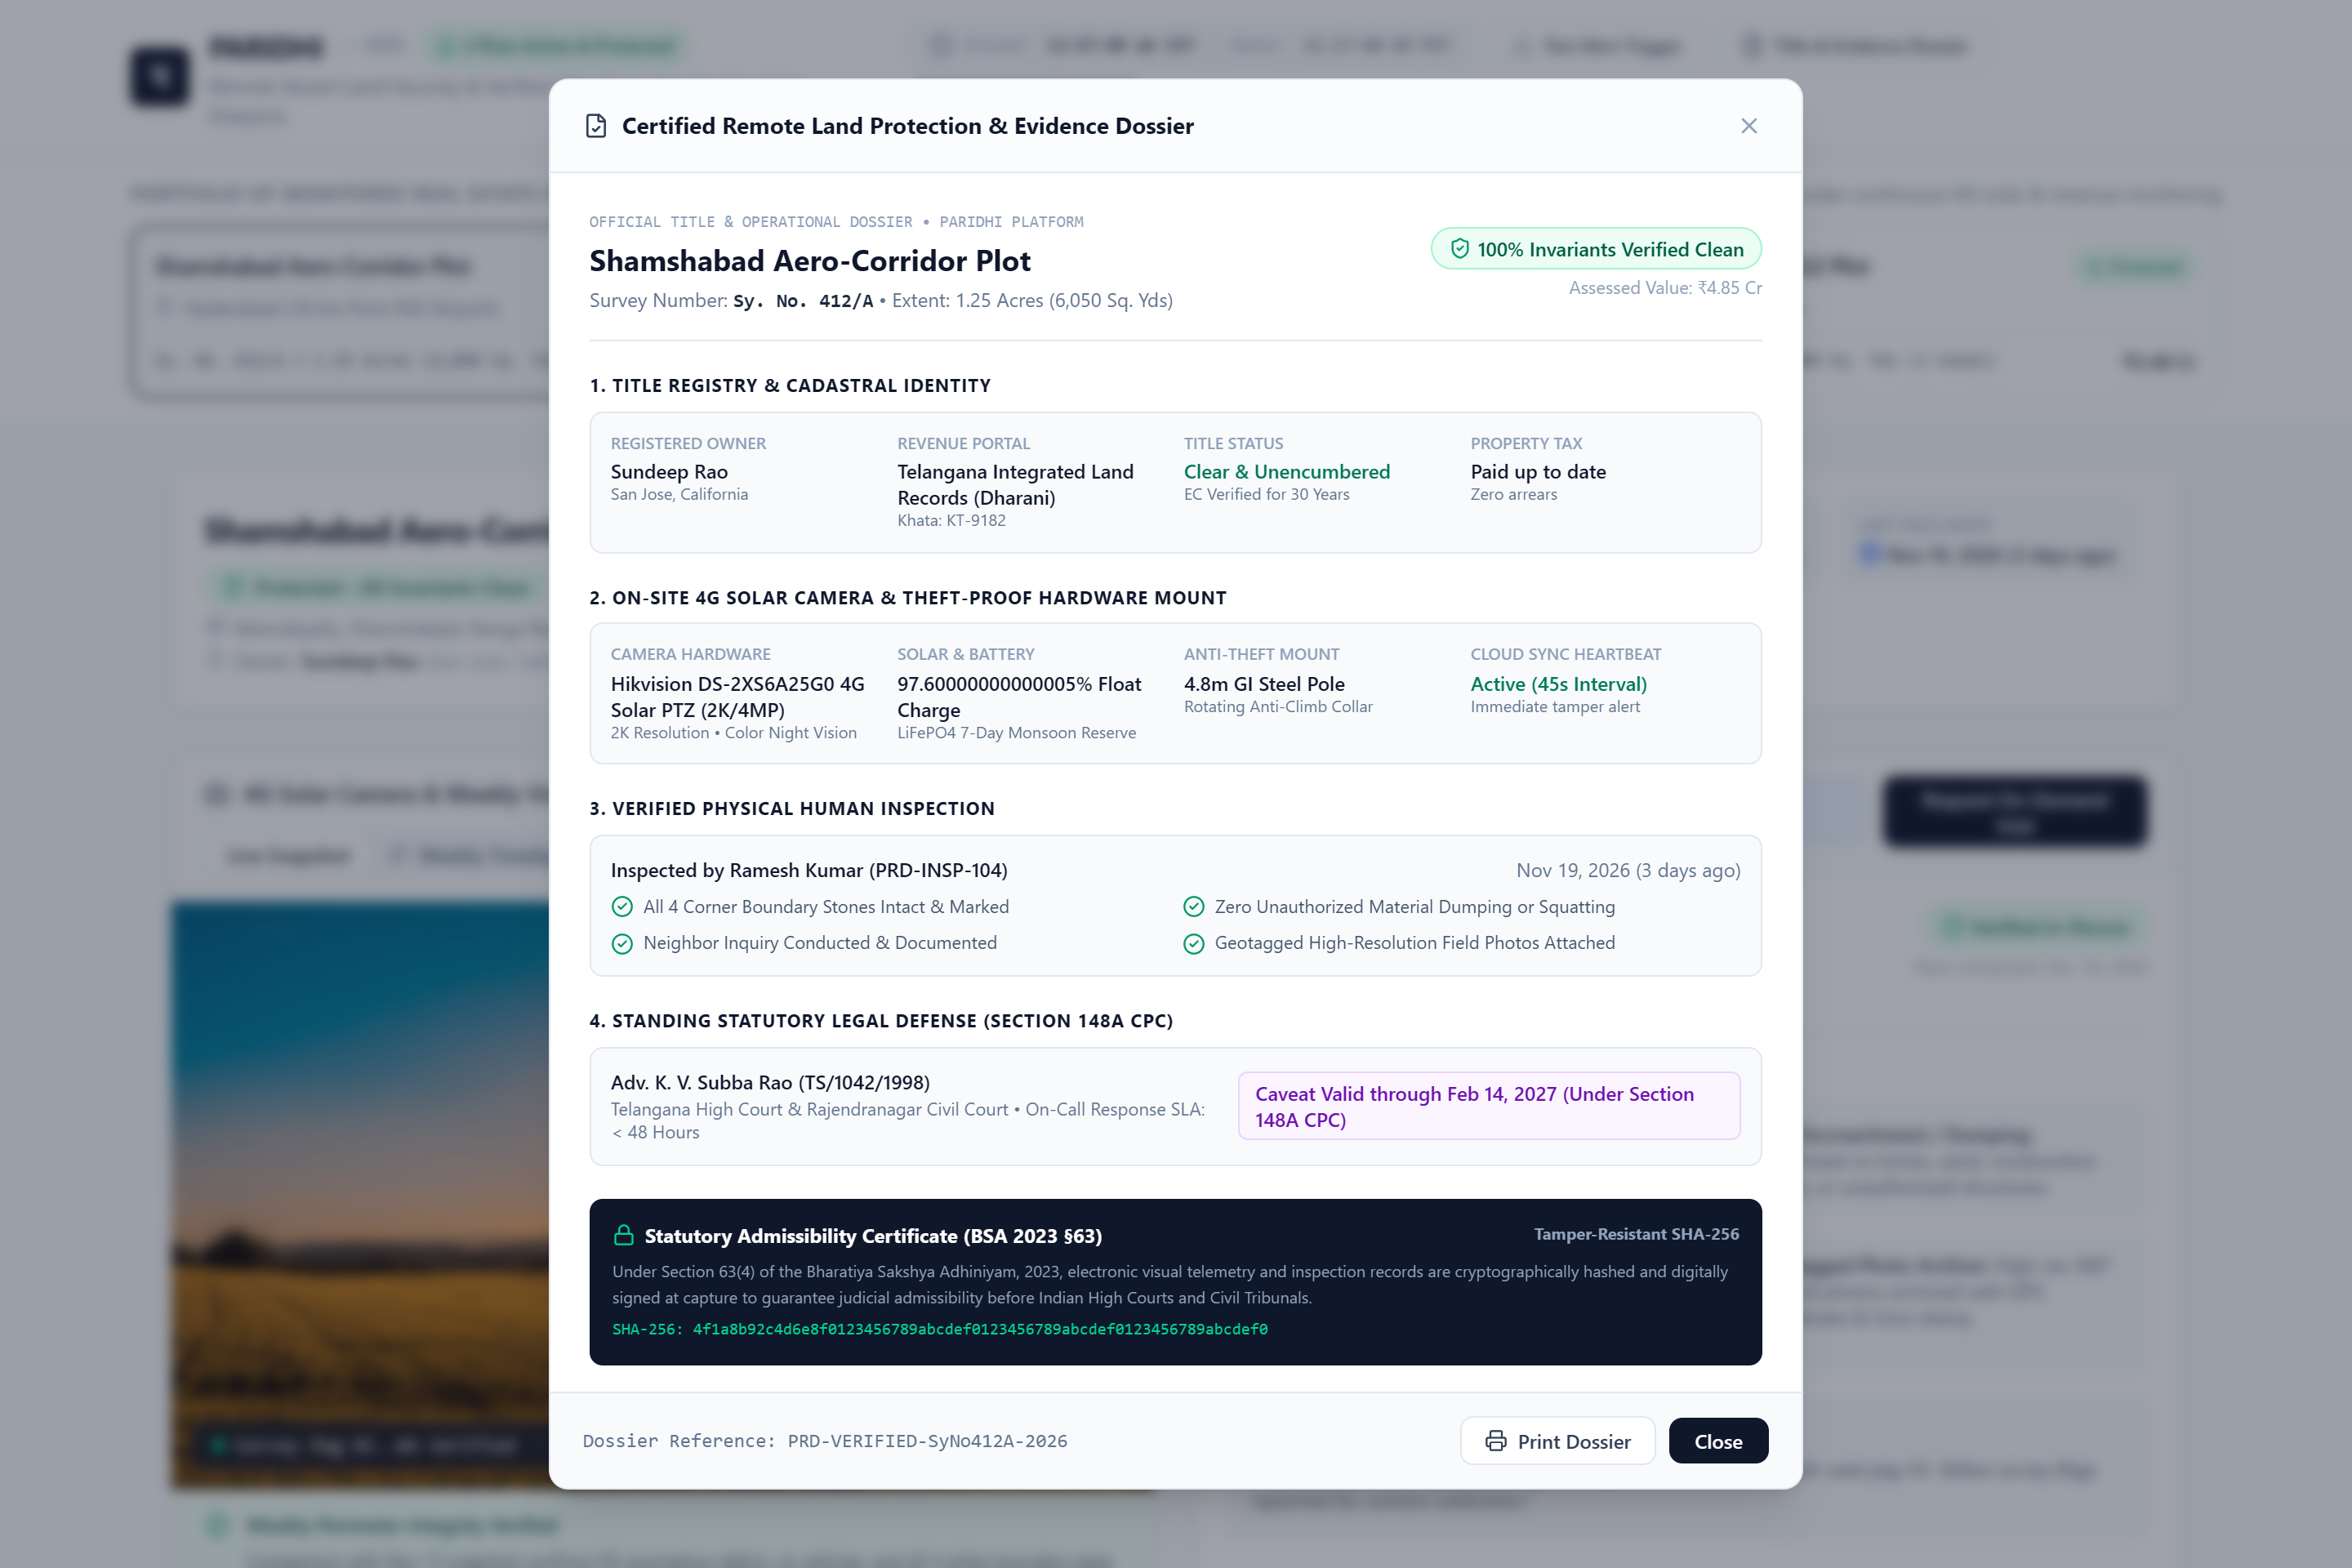 PARIDHI
Certified Remote Land Protection & Evidence Dossier
OFFICIAL TITLE & OPERATIONAL DOSSIER • PARIDHI PLATFORM
Shamshabad Aero-Corridor Plot
Survey Number: Sy. No. 412/A • Extent: 1.25 Acres (6,050 Sq. Yds)
100% Invariants Verified Clean
Assessed Value: ₹4.85 Cr
1. TITLE REGISTRY & CADASTRAL IDENTITY
REGISTERED OWNER
Sundeep Rao
San Jose, California
REVENUE PORTAL
Telangana Integrated Land
Records (Dharani)
Khata: KT-9182
TITLE STATUS
Clear & Unencumbered
EC Verified for 30 Years
PROPERTY TAX
Paid up to date
Zero arrears
2. ON-SITE 4G SOLAR CAMERA & THEFT-PROOF HARDWARE MOUNT
CAMERA HARDWARE
Hikvision DS-2XS6A25G0 4G
Solar PTZ (2K/4MP)
2K Resolution • Color Night Vision
SOLAR & BATTERY
97.60000000000005% Float
Charge
LiFePO4 7-Day Monsoon Reserve
ANTI-THEFT MOUNT
4.8m GI Steel Pole
Rotating Anti-Climb Collar
CLOUD SYNC HEARTBEAT
Active (45s Interval)
Immediate tamper alert
3. VERIFIED PHYSICAL HUMAN INSPECTION
Inspected by Ramesh Kumar (PRD-INSP-104)
Nov 19, 2026 (3 days ago)
All 4 Corner Boundary Stones Intact & Marked
Zero Unauthorized Material Dumping or Squatting
Neighbor Inquiry Conducted & Documented
Geotagged High-Resolution Field Photos Attached
4. STANDING STATUTORY LEGAL DEFENSE (SECTION 148A CPC)
Adv. K. V. Subba Rao (TS/1042/1998)
Telangana High Court & Rajendranagar Civil Court • On-Call Response SLA:
< 48 Hours
Caveat Valid through Feb 14, 2027 (Under Section
148A CPC)
Statutory Admissibility Certificate (BSA 2023 §63)
Tamper-Resistant SHA-256
Under Section 63(4) of the Bharatiya Sakshya Adhiniyam, 2023, electronic visual telemetry and inspection records are cryptographically hashed and digitally
signed at capture to guarantee judicial admissibility before Indian High Courts and Civil Tribunals.
SHA-256: 4f1a8b92c4d6e8f0123456789abcdef0123456789abcdef0123456789abcdef0
Dossier Reference: PRD-VERIFIED-SyNo412A-2026
Print Dossier
Close